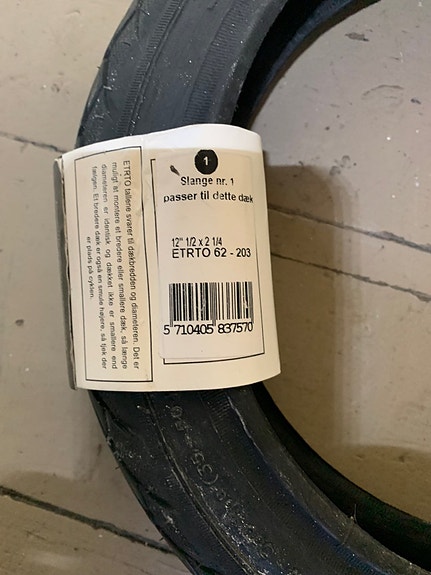 1
Slange nr. 1
passer til dette dæk
12" 1/2 x 2 1/4
ETRTO 62 - 203
5 710405 837570
ETRTO tallene svarer til dækbredden og diameteren. Det er
muligt at montere et bredere eller smallere dæk, så længe
diameteren er identisk og dækket ikke er smallere end
fælgen. Et bredere dæk er også en smule højere, så tjek der
er plads på cyklen.